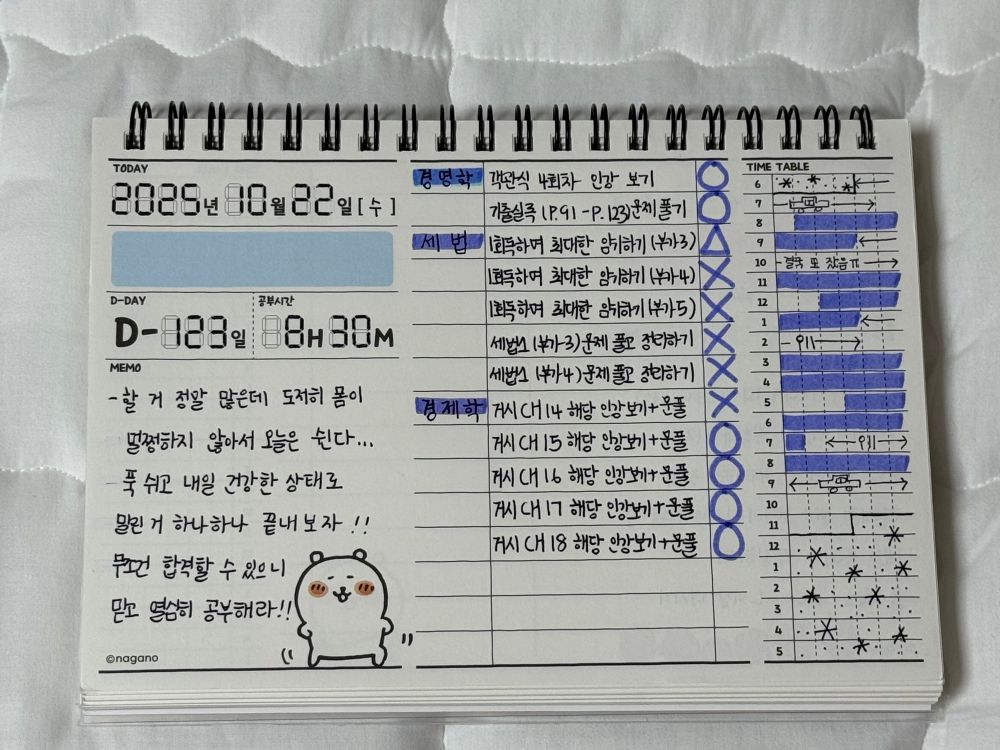 TODAY
2025년 10월 22일 [수]
D-DAY
공부시간
D-123일
8H 30M
MEMO
-할 거 정말 많은데 도저히 몸이
멀쩡하지 않아서 오늘은 쉰다...
푹 쉬고 내일 건강한 상태로
밀린 거 하나하나 끝내보자 !!
무조건 합격할 수 있으니
믿고 열심히 공부해라!!
©nagano
경영학 객관식 4회차 인강 보기
기출실록 (P.91 -P.123)문제 풀기
세법 1회독하며 최대한 암기하기 (부가3)
1회독하며 최대한 암기하기 (부가4)
1회독하며 최대한 암기하기 (부가5)
세법1 (부가3)문제 풀고 정리하기
세법1 (부가4)문제 풀고 정리하기
경제학 거시 CH 14 해당 인강보기+문풀
거시 CH 15 해당 인강보기+문풀
거시 CH 16 해당 인강보기+문풀
거시 CH 17 해당 인강보기+문풀
거시 CH 18 해당 인강보기+문풀
TIME TABLE
6
7
8
9
10 -결국 또 잤음ㅠ
11
12
1
2
3
4
5
6
7
8
9
10
11
12
1
2
3
4
5